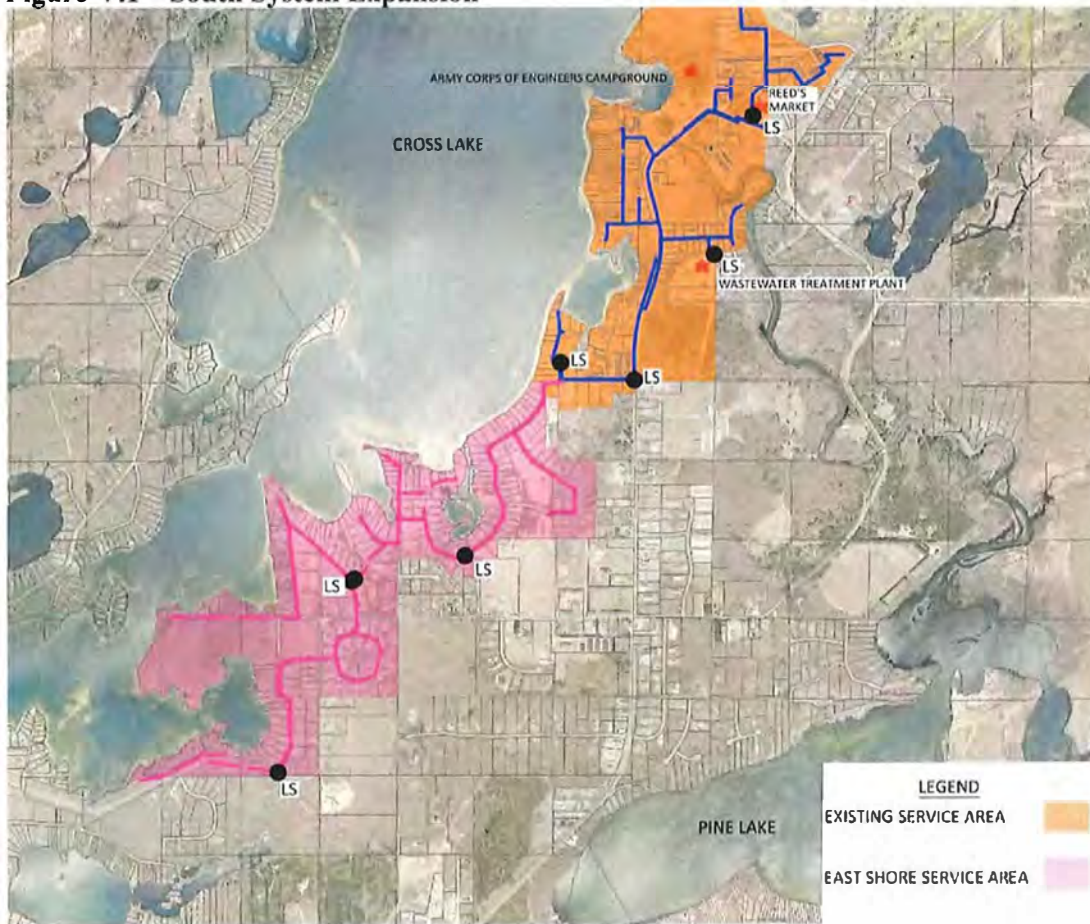 South System Expansion
ARMY CORPS OF ENGINEERS CAMPGROUND
REED'S
MARKET
LS
CROSS LAKE
LS
WASTEWATER TREATMENT PLANT
LS
LS
LS
LS
LS
PINE LAKE
LEGEND
EXISTING SERVICE AREA
EAST SHORE SERVICE AREA